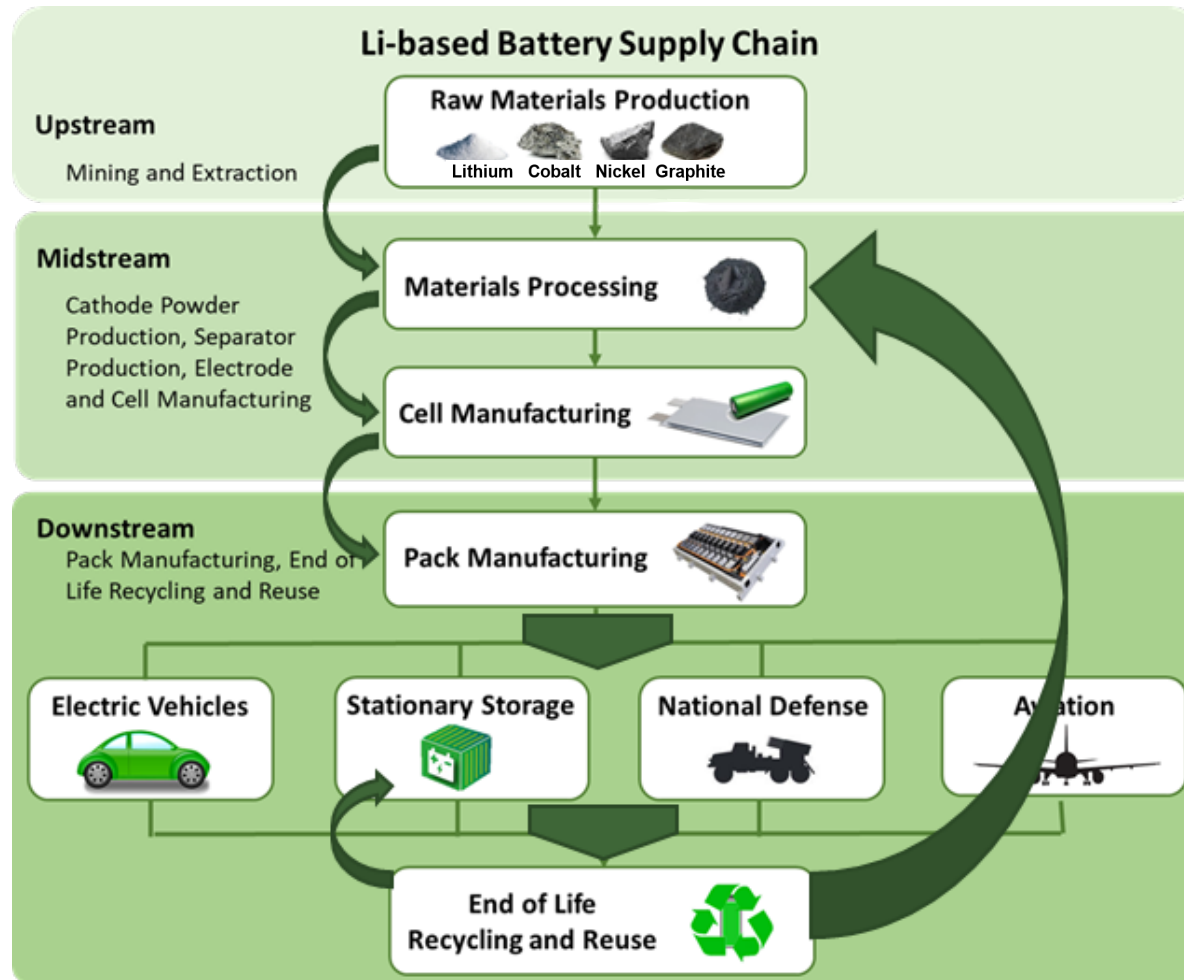 Li-based Battery Supply Chain
Raw Materials Production
Lithium Cobalt Nickel Graphite
Upstream
Mining and Extraction
Midstream
Cathode Powder
Production, Separator
Production, Electrode
and Cell Manufacturing
Materials Processing
Cell Manufacturing
Downstream
Pack Manufacturing, End of
Life Recycling and Reuse
Pack Manufacturing
Electric Vehicles
Stationary Storage
National Defense
Aviation
End of Life
Recycling and Reuse